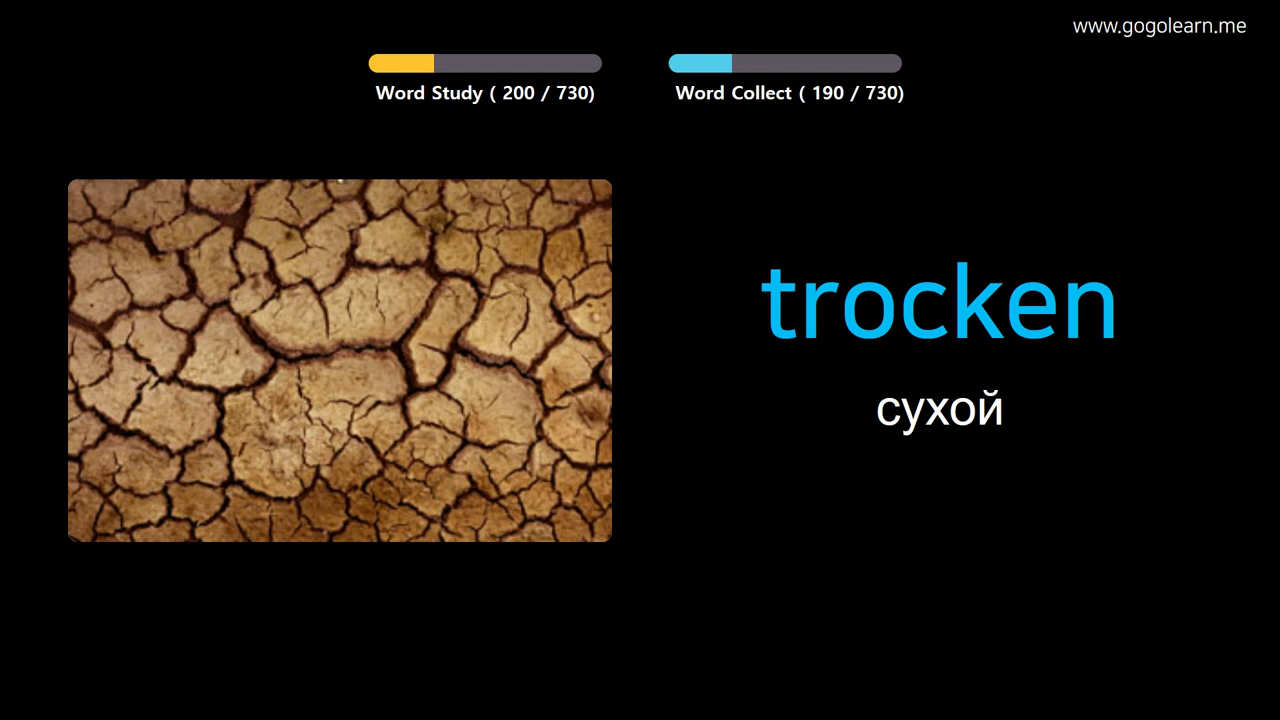 www.gogolearn.me
Word Study ( 200 / 730)
Word Collect ( 190 / 730)
trocken
сухой